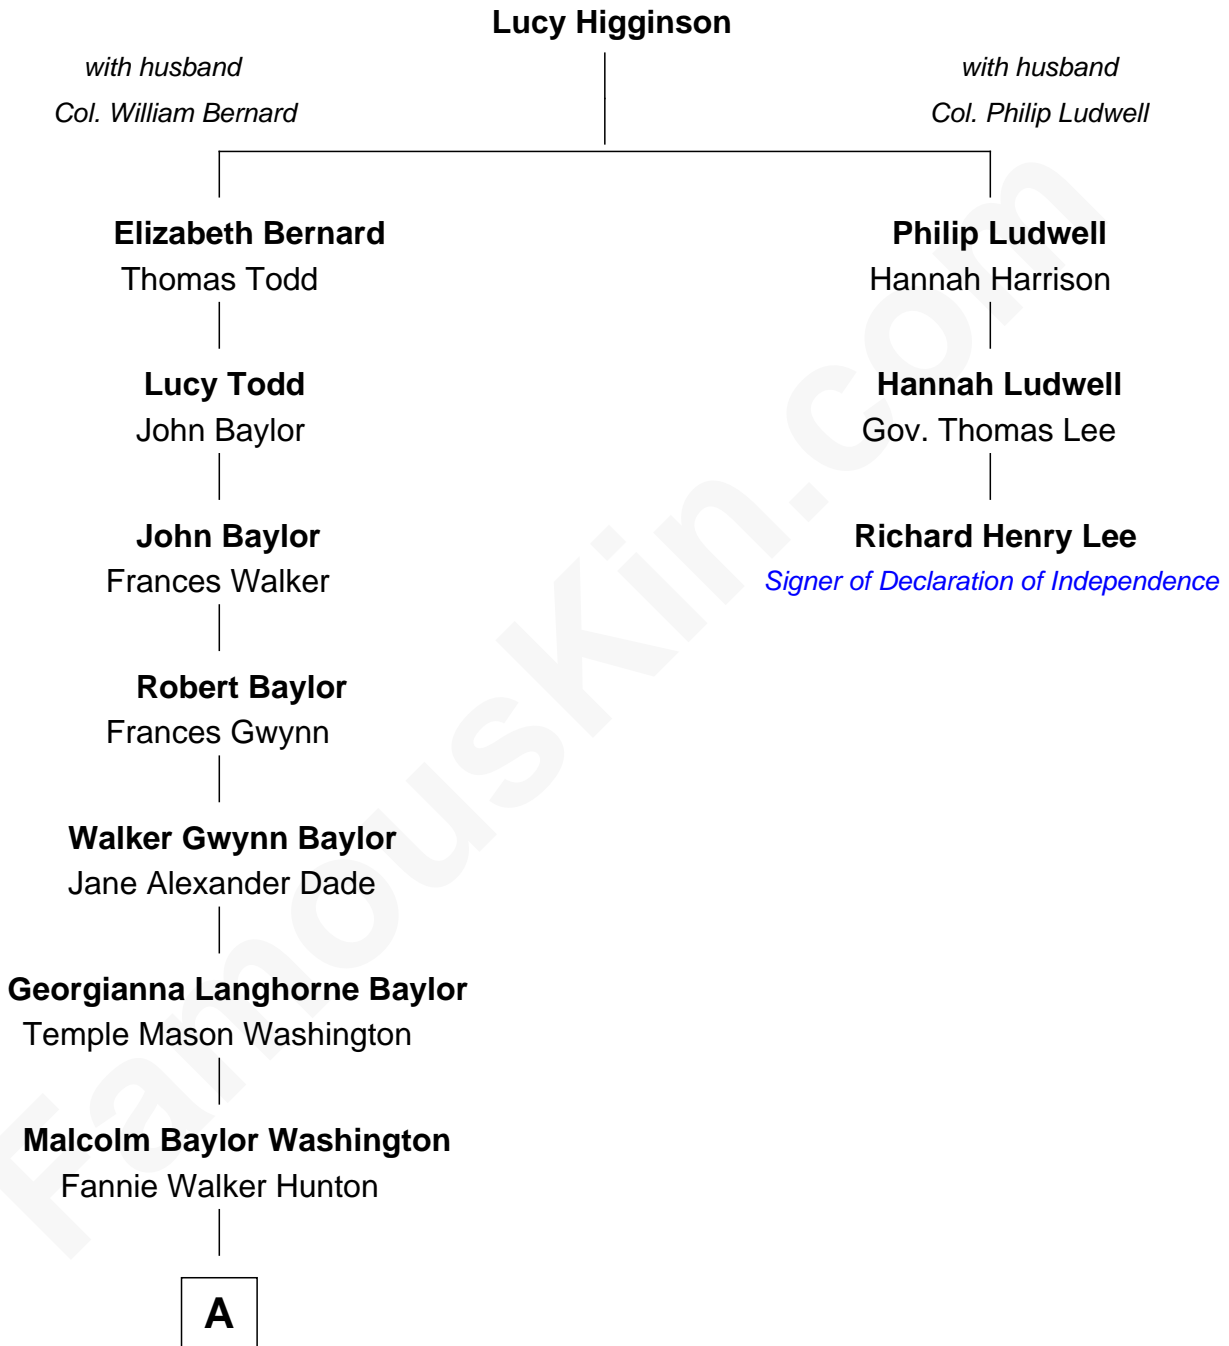 Lucy Higginson
with husband
Col. William Bernard
with husband
Col. Philip Ludwell
Elizabeth Bernard
Thomas Todd
Philip Ludwell
Hannah Harrison
Lucy Todd
John Baylor
Hannah Ludwell
Gov. Thomas Lee
John Baylor
Frances Walker
Richard Henry Lee
Signer of Declaration of Independence
Robert Baylor
Frances Gwynn
Walker Gwynn Baylor
Jane Alexander Dade
Georgianna Langhorne Baylor
Temple Mason Washington
Malcolm Baylor Washington
Fannie Walker Hunton
A
FamousKin.com